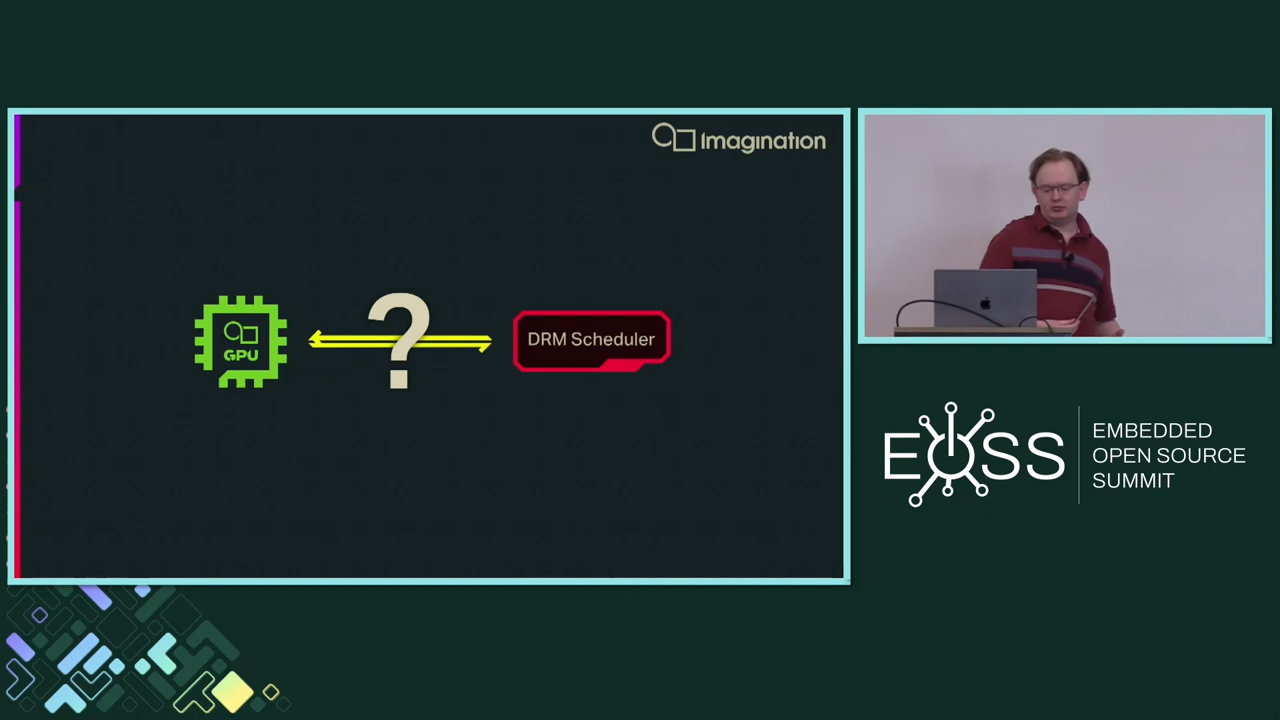 Imagination
GPU
?
DRM Scheduler
EOSS
EMBEDDED
OPEN SOURCE
SUMMIT